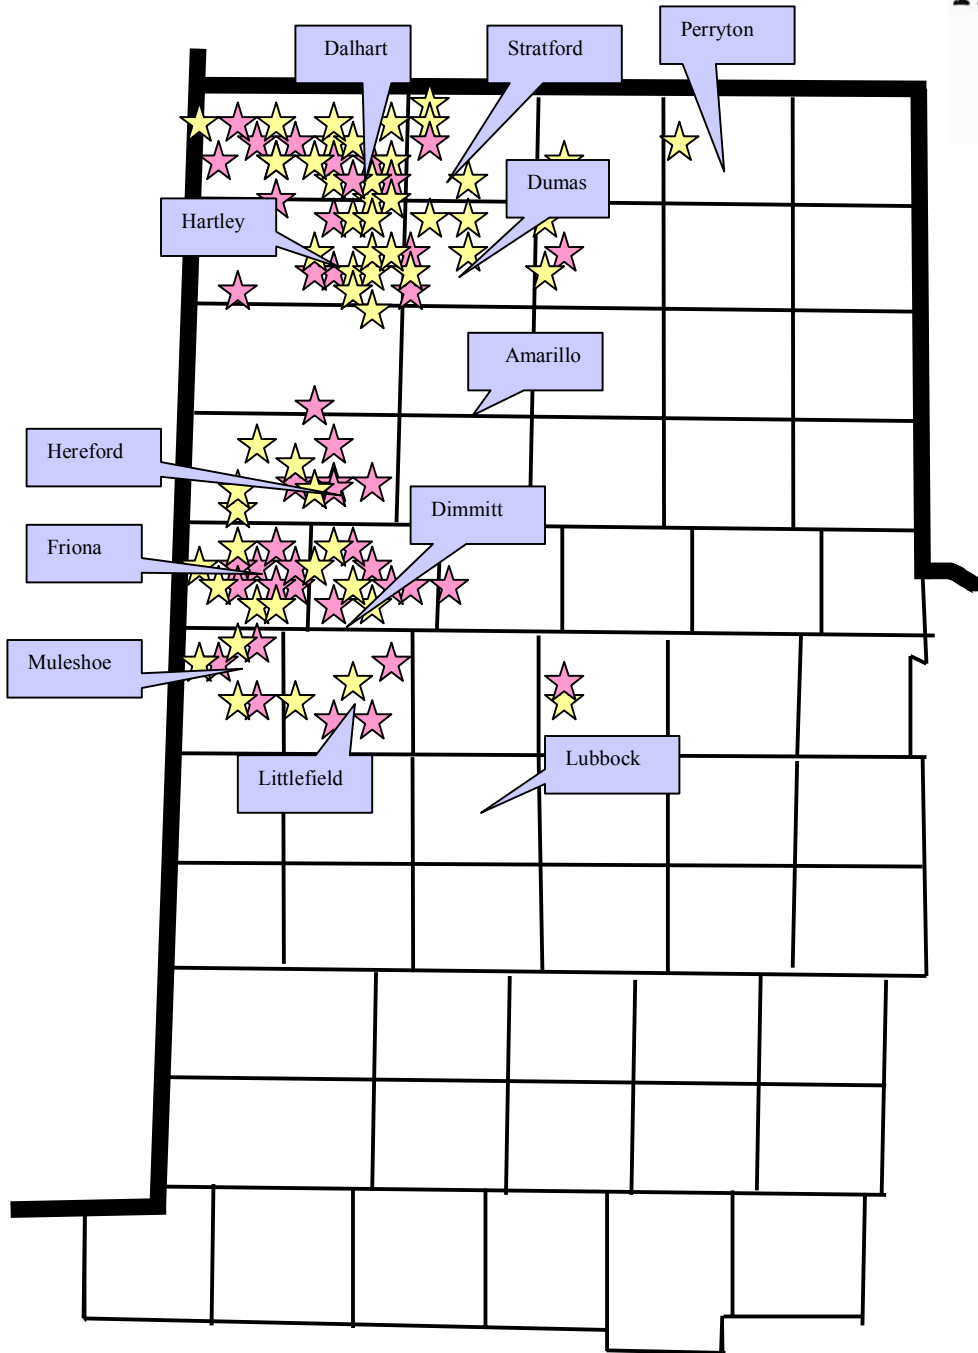 Perryton
Dalhart
Stratford
Dumas
Hartley
Amarillo
Hereford
Dimmitt
Friona
Muleshoe
Lubbock
Littlefield